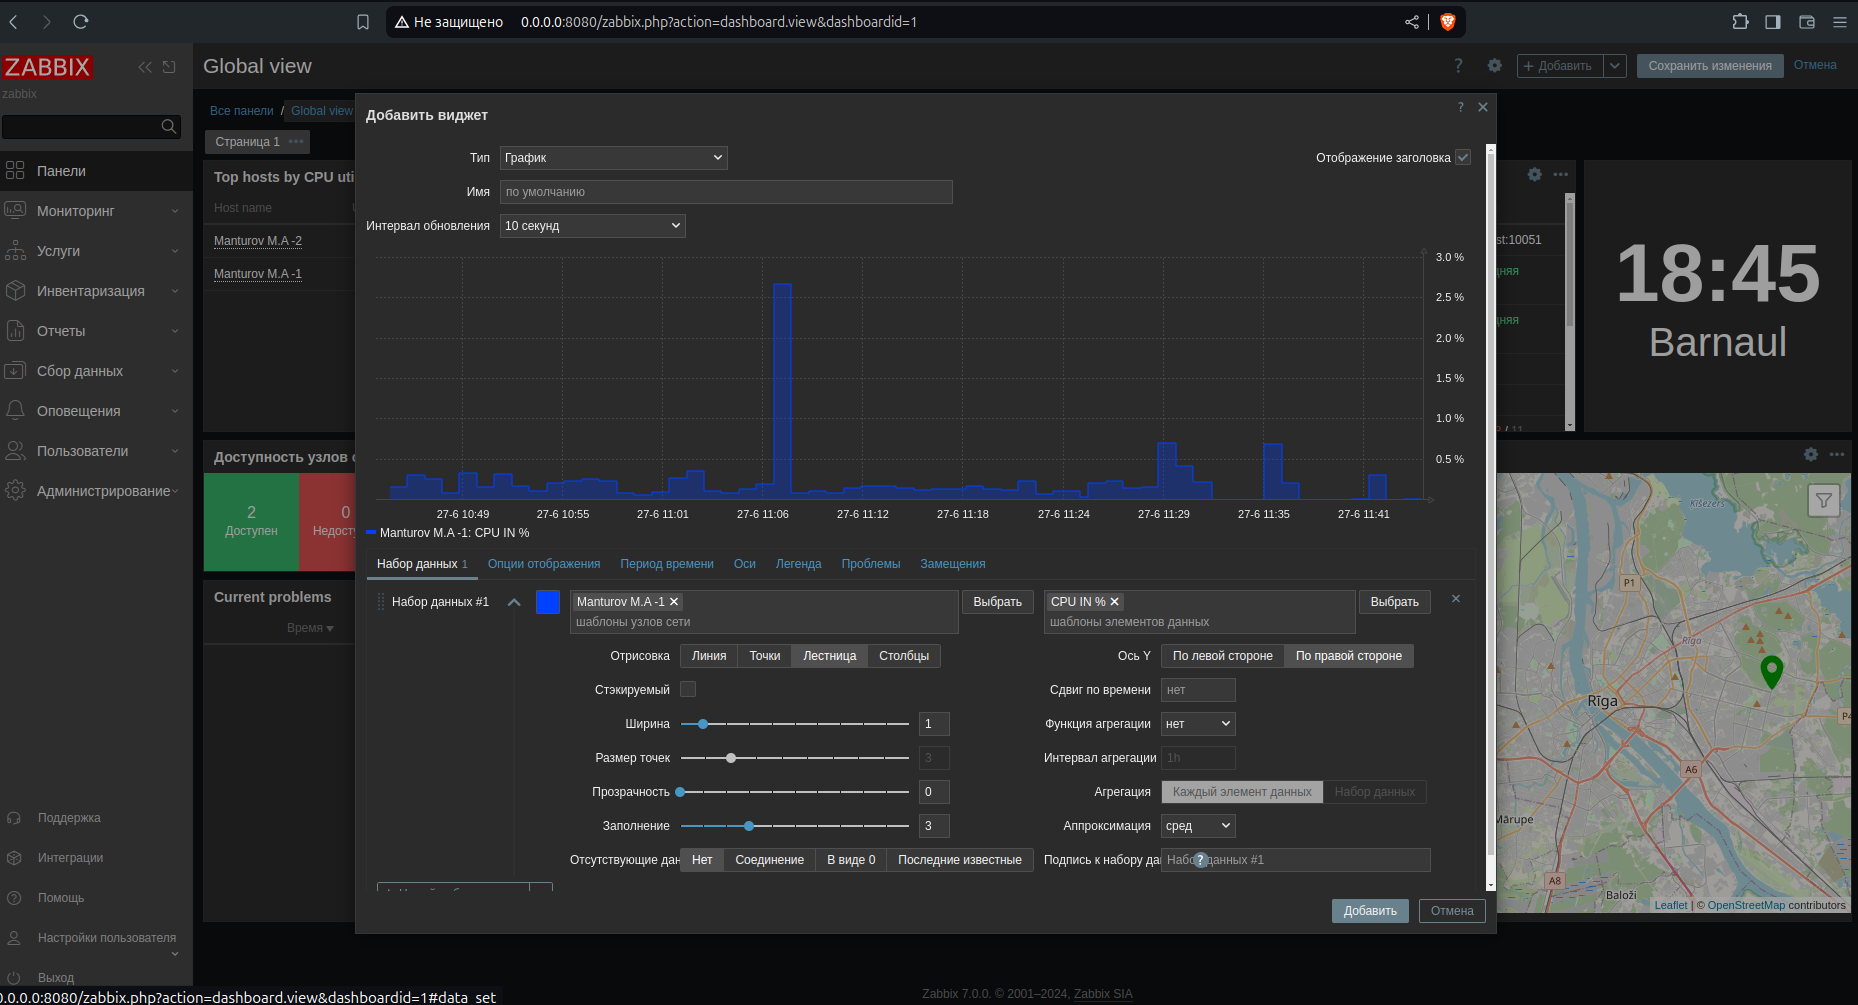 Не защищено 0.0.0.0:8080/zabbix.php?action=dashboard.view&dashboardid=1
ZABBIX
zabbix
Панели
Мониторинг
Услуги
Инвентаризация
Отчеты
Сбор данных
Оповещения
Пользователи
Администрирование
Поддержка
Интеграции
Помощь
Настройки пользователя
Выход
Global view
? + Добавить Сохранить изменения Отмена
Все панели / Global view
Страница 1
Top hosts by CPU uti
Host name
Manturov M.A -2
Manturov M.A -1
Доступность узлов
2
Доступен
0
Недост
Current problems
Время
Добавить виджет
?
Тип График Отображение заголовка
Имя по умолчанию
Интервал обновления 10 секунд
3.0 %
2.5 %
2.0 %
1.5 %
1.0 %
0.5 %
27-6 10:49 27-6 10:55 27-6 11:01 27-6 11:06 27-6 11:12 27-6 11:18 27-6 11:24 27-6 11:29 27-6 11:35 27-6 11:41
Manturov M.A -1: CPU IN %
Набор данных 1 Опции отображения Период времени Оси Легенда Проблемы Замещения
Набор данных #1 Manturov M.A -1 Выбрать CPU IN % Выбрать
шаблоны узлов сети шаблоны элементов данных
Отрисовка Линия Точки Лестница Столбцы Ось Y По левой стороне По правой стороне
Стэкируемый Сдвиг по времени нет
Ширина 1 Функция агрегации нет
Размер точек 3 Интервал агрегации 1h
Прозрачность 0 Агрегация Каждый элемент данных Набор данных
Заполнение 3 Аппроксимация сред
Отсутствующие дан Нет Соединение В виде 0 Последние известные Подпись к набору да ? данных #1
Добавить Отмена
st:10051
дняя
дняя
18:45
Barnaul
Ķīšezers
P1
Rīga
Rīga
P4
A6
Mārupe
A8
Baloži
Leaflet | © OpenStreetMap contributors
Zabbix 7.0.0. © 2001–2024, Zabbix SIA
0.0.0.0:8080/zabbix.php?action=dashboard.view&dashboardid=1#data_set